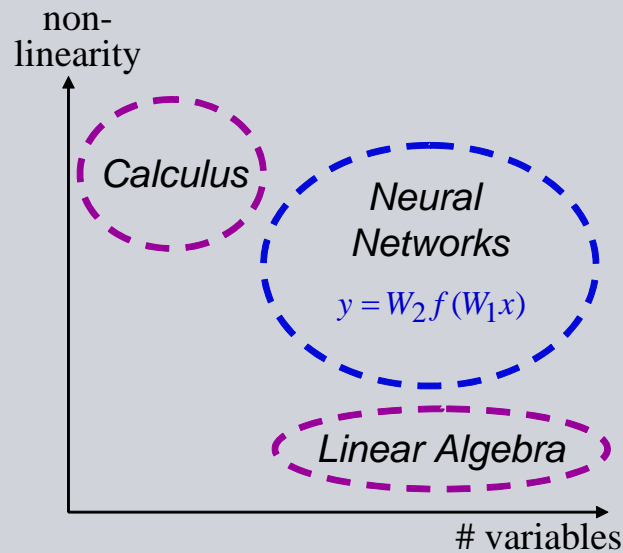 non-
linearity
Calculus
Neural
Networks
y = W₂ f (W₁x)
Linear Algebra
# variables